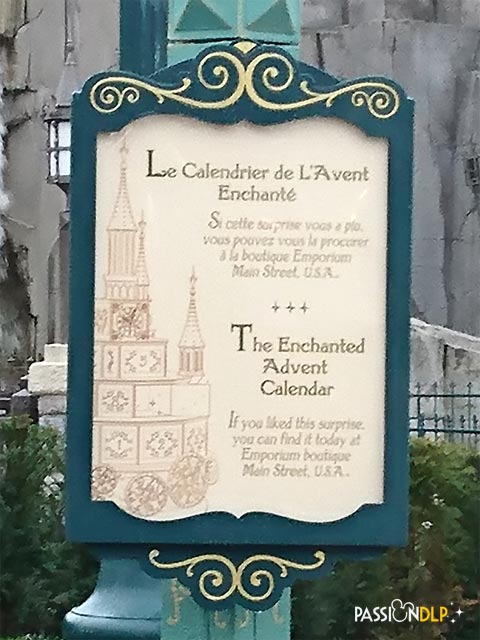 Le Calendrier de L'Avent
Enchanté
Si cette surprise vous a plu,
vous pouvez vous la procurer
à la boutique Emporium
Main Street, U.S.A..
The Enchanted
Advent
Calendar
If you liked this surprise,
you can find it today at
Emporium boutique
Main Street, U.S.A..
PASSION DLP